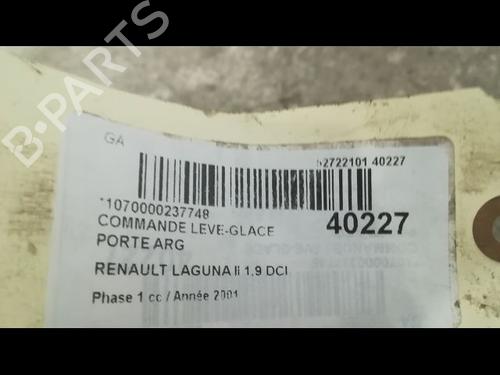 GA
52722101 40227
*1070000237748
COMMANDE LEVE-GLACE
PORTE ARG
40227
RENAULT LAGUNA II 1.9 DCI
Phase 1 cc / Année 2001
B-PARTS